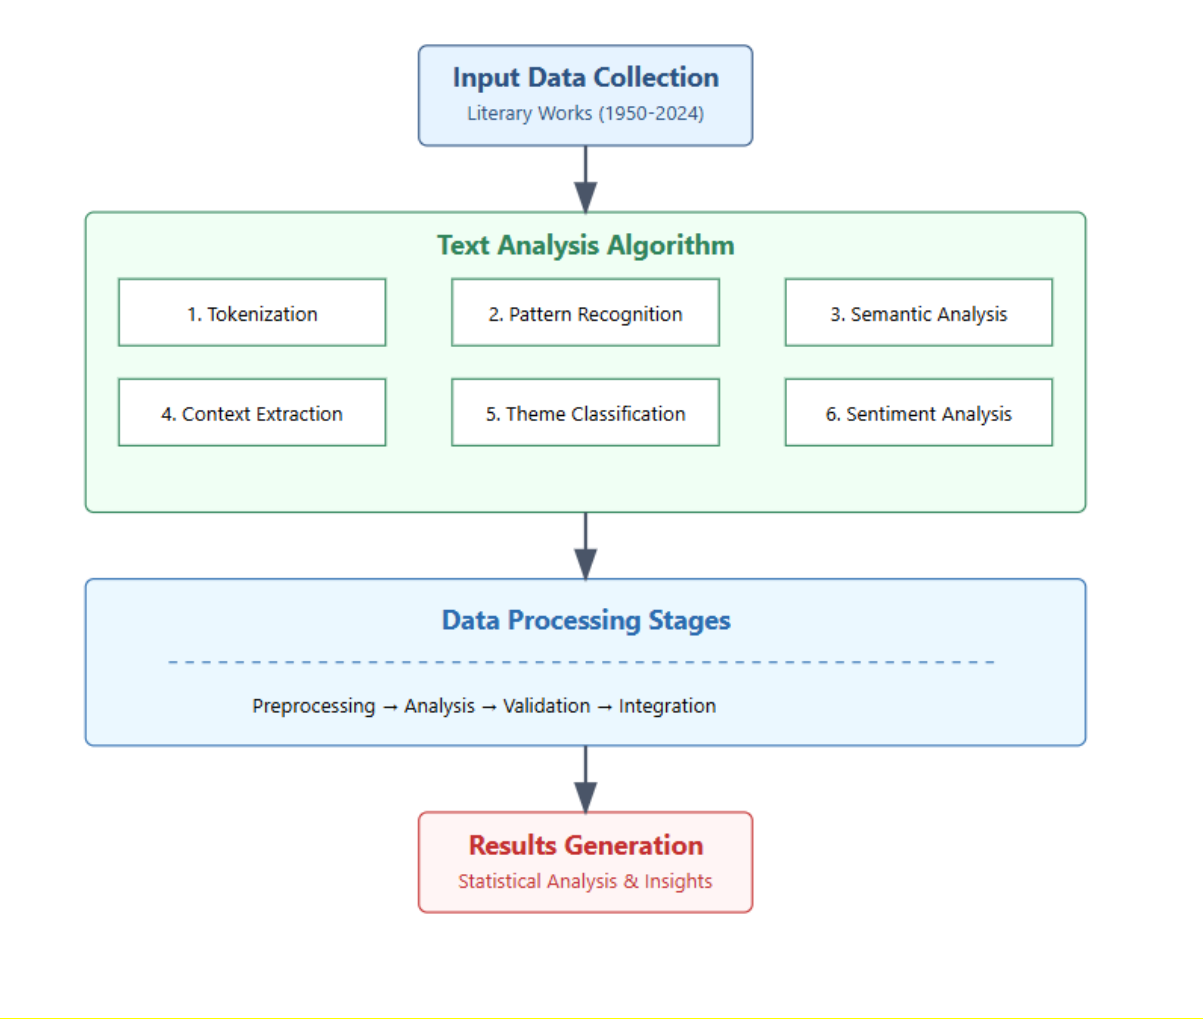 Input Data Collection
Literary Works (1950-2024)
Text Analysis Algorithm
1. Tokenization
2. Pattern Recognition
3. Semantic Analysis
4. Context Extraction
5. Theme Classification
6. Sentiment Analysis
Data Processing Stages
Preprocessing → Analysis → Validation → Integration
Results Generation
Statistical Analysis & Insights